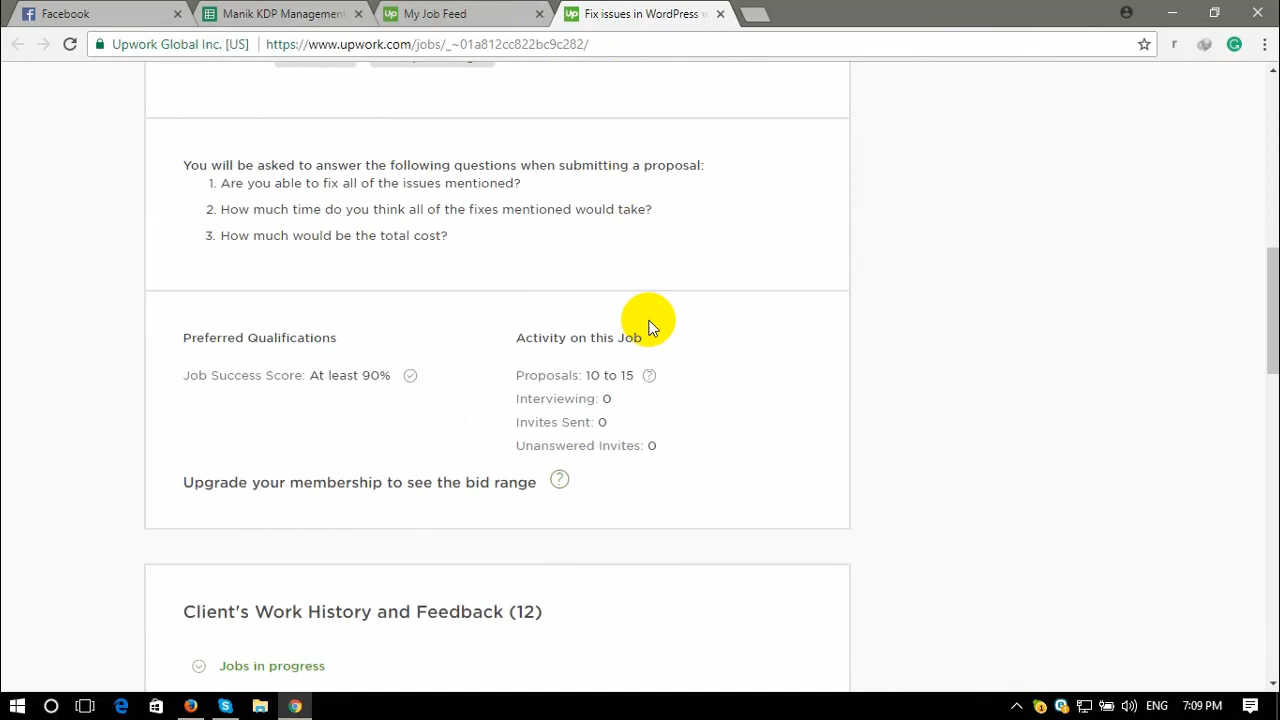 Facebook
Manik KDP Management
My Job Feed
Fix issues in WordPress
Upwork Global Inc. [US]
https://www.upwork.com/jobs/_~01a812cc822bc9c282/
You will be asked to answer the following questions when submitting a proposal:
1. Are you able to fix all of the issues mentioned?
2. How much time do you think all of the fixes mentioned would take?
3. How much would be the total cost?
Preferred Qualifications
Job Success Score: At least 90%
Activity on this Job
Proposals: 10 to 15
Interviewing: 0
Invites Sent: 0
Unanswered Invites: 0
Upgrade your membership to see the bid range
Client's Work History and Feedback (12)
Jobs in progress
ENG
7:09 PM